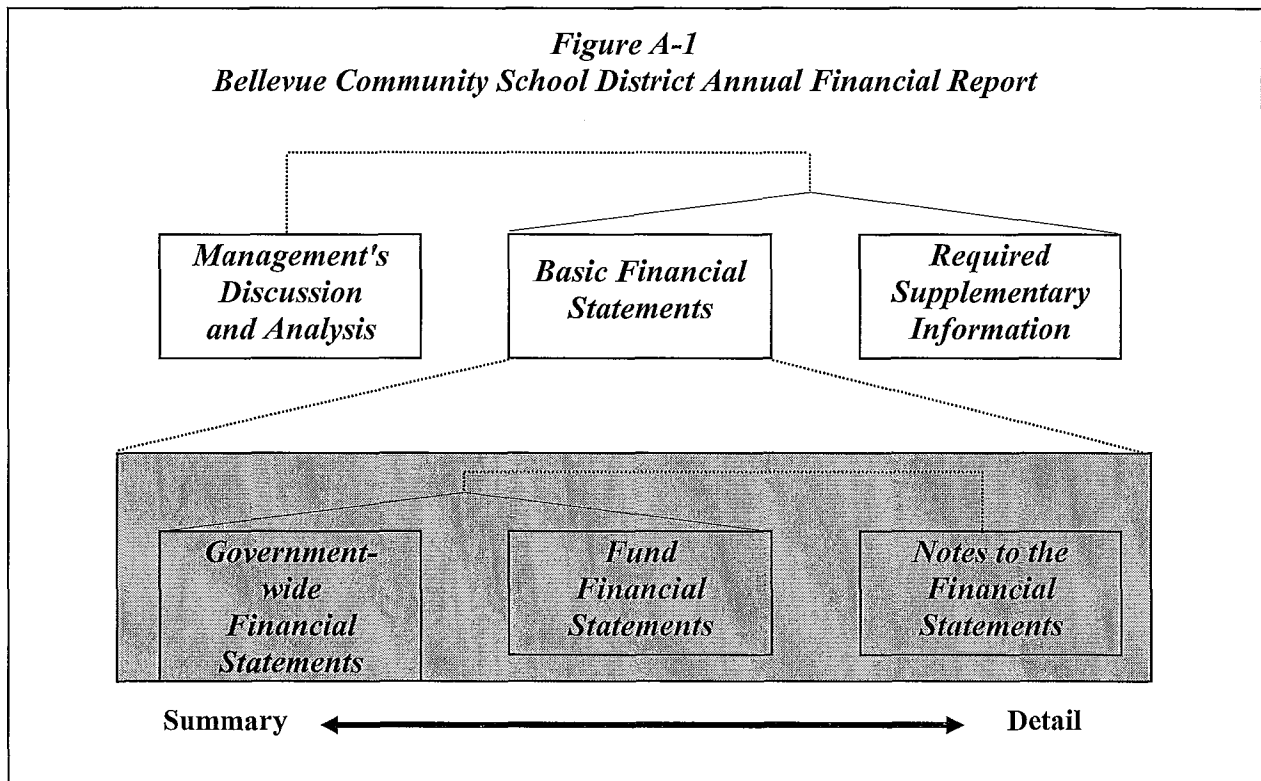 Figure A-1
Bellevue Community School District Annual Financial Report
Management's
Discussion
and Analysis
Basic Financial
Statements
Required
Supplementary
Information
Government-
wide
Financial
Statements
Fund
Financial
Statements
Notes to the
Financial
Statements
Summary
Detail